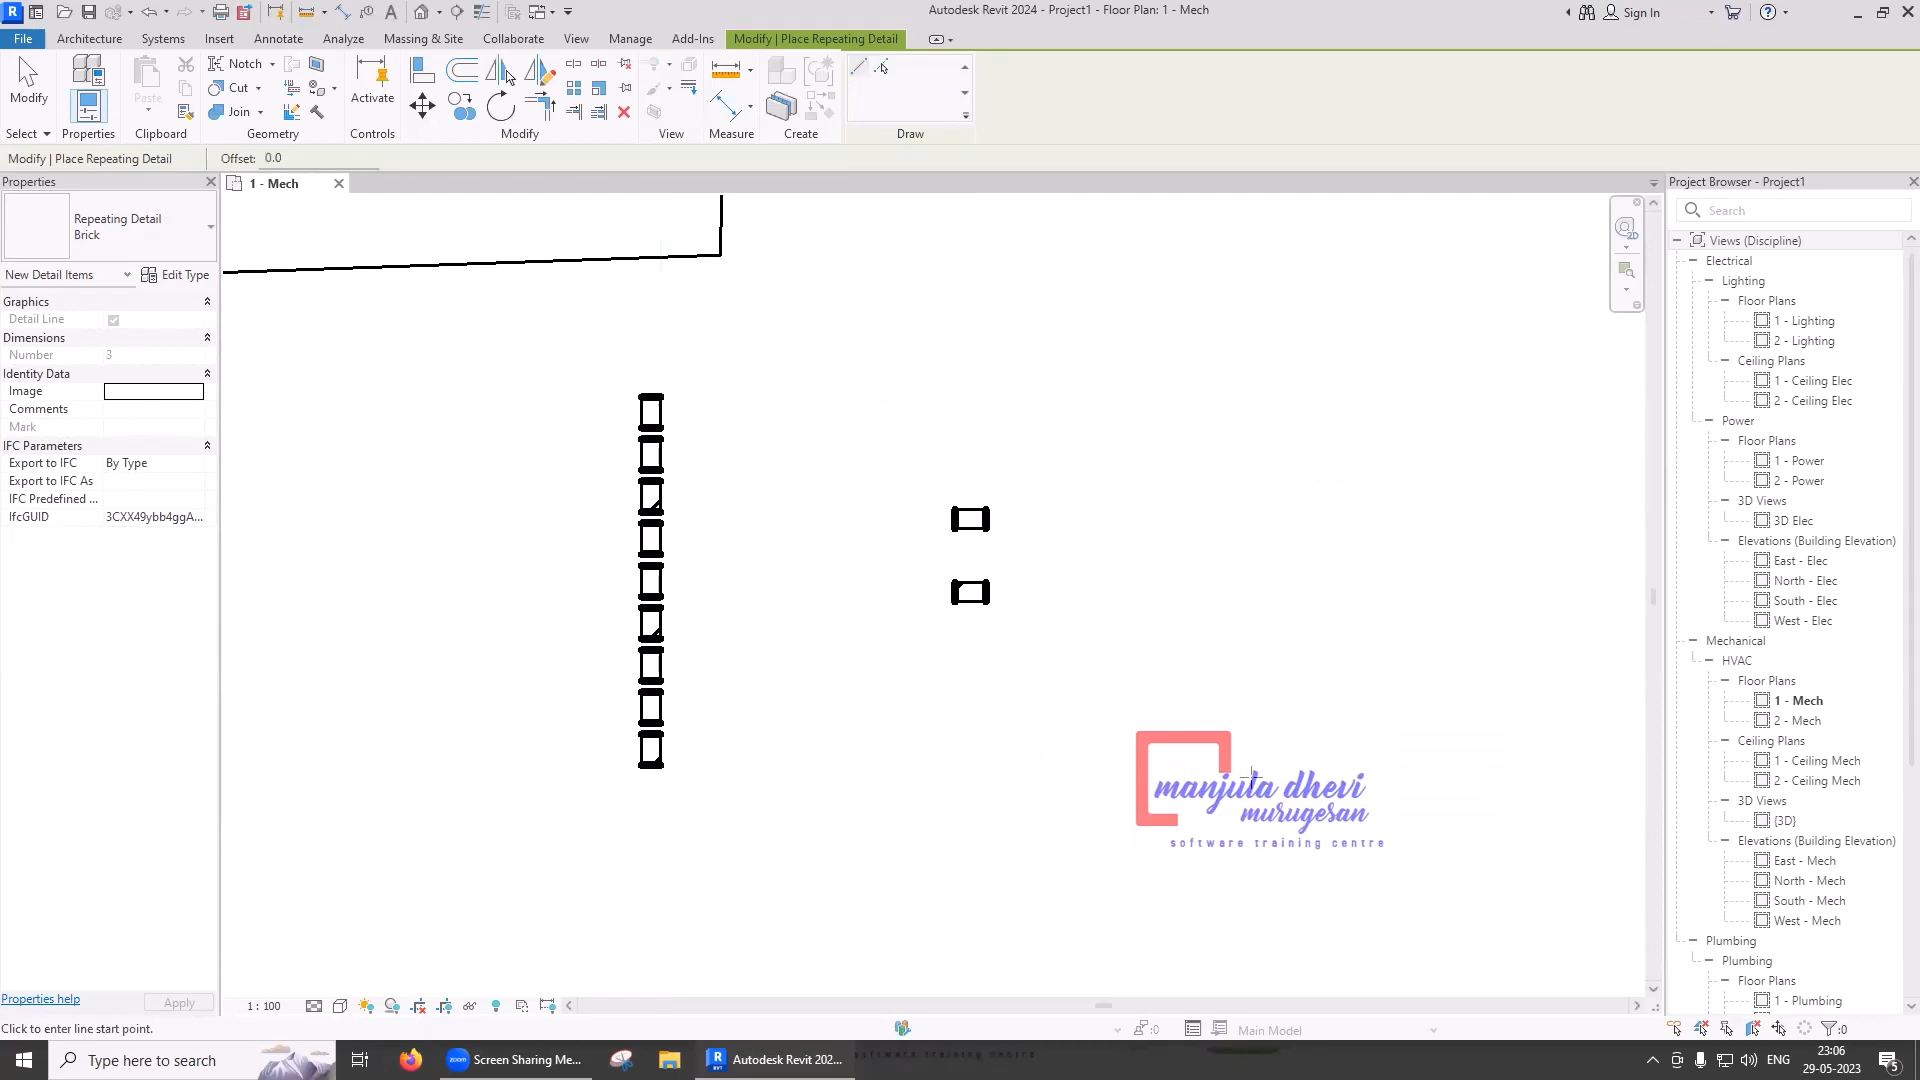 Autodesk Revit 2024 - Project1 - Floor Plan: 1 - Mech
Sign In
File
Architecture
Systems
Insert
Annotate
Analyze
Massing & Site
Collaborate
View
Manage
Add-Ins
Modify | Place Repeating Detail
Modify
Paste
Notch
Cut
Join
Activate
Select
Properties
Clipboard
Geometry
Controls
Modify
View
Measure
Create
Draw
Modify | Place Repeating Detail
Offset: 0.0
Properties
1 - Mech
Repeating Detail
Brick
New Detail Items
Edit Type
Graphics
Detail Line
Dimensions
Number 3
Identity Data
Image
Comments
Mark
IFC Parameters
Export to IFC By Type
Export to IFC As
IFC Predefined ...
IfcGUID 3CXX49ybb4ggA...
Properties help
Apply
2D
manjuta dhevi
murugesan
software training centre
Project Browser - Project1
Search
Views (Discipline)
Electrical
Lighting
Floor Plans
1 - Lighting
2 - Lighting
Ceiling Plans
1 - Ceiling Elec
2 - Ceiling Elec
Power
Floor Plans
1 - Power
2 - Power
3D Views
3D Elec
Elevations (Building Elevation)
East - Elec
North - Elec
South - Elec
West - Elec
Mechanical
HVAC
Floor Plans
1 - Mech
2 - Mech
Ceiling Plans
1 - Ceiling Mech
2 - Ceiling Mech
3D Views
{3D}
Elevations (Building Elevation)
East - Mech
North - Mech
South - Mech
West - Mech
Plumbing
Plumbing
Floor Plans
1 - Plumbing
1 : 100
Click to enter line start point.
:0
Main Model
:0
Type here to search
zoom
Screen Sharing Me...
Autodesk Revit 202...
ENG
23:06
29-05-2023
5